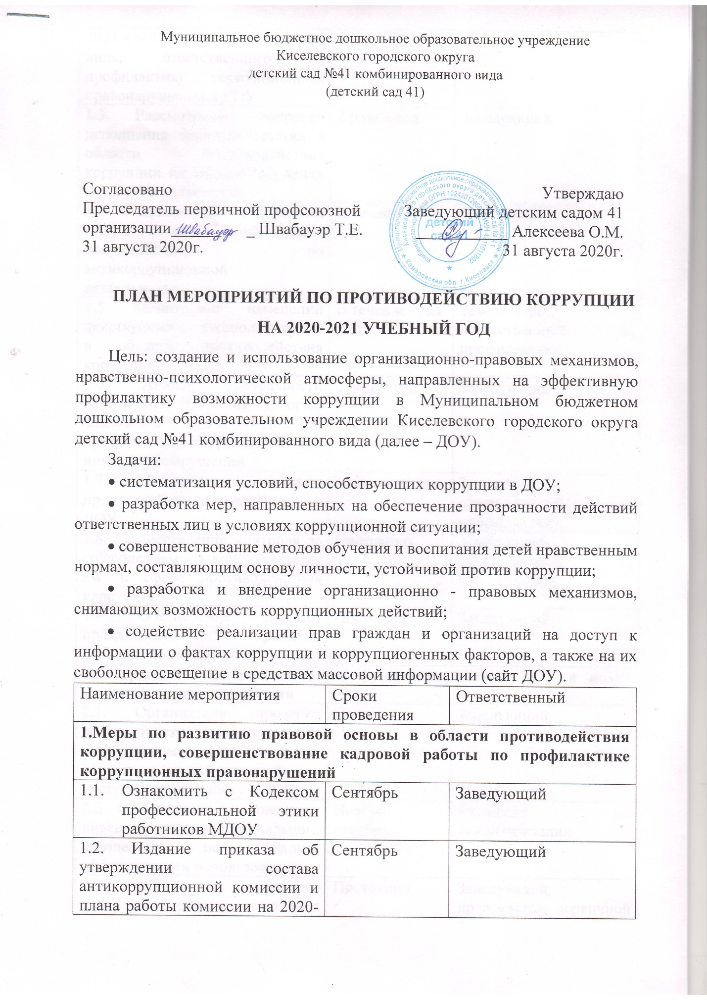 Муниципальное бюджетное дошкольное образовательное учреждение
Киселевского городского округа
детский сад №41 комбинированного вида
(детский сад 41)
Согласовано
Председатель первичной профсоюзной
организации Швабауэр _ Швабауэр Т.Е.
31 августа 2020г.
Утверждаю
Заведующий детским садом 41
Алексеева О.М.
31 августа 2020г.
детский
сад 41
Кемеровская обл. г.Киселевск
ПЛАН МЕРОПРИЯТИЙ ПО ПРОТИВОДЕЙСТВИЮ КОРРУПЦИИ
НА 2020-2021 УЧЕБНЫЙ ГОД
Цель: создание и использование организационно-правовых механизмов,
нравственно-психологической атмосферы, направленных на эффективную
профилактику возможности коррупции в Муниципальном бюджетном
дошкольном образовательном учреждении Киселевского городского округа
детский сад №41 комбинированного вида (далее – ДОУ).
Задачи:
• систематизация условий, способствующих коррупции в ДОУ;
• разработка мер, направленных на обеспечение прозрачности действий
ответственных лиц в условиях коррупционной ситуации;
• совершенствование методов обучения и воспитания детей нравственным
нормам, составляющим основу личности, устойчивой против коррупции;
• разработка и внедрение организационно - правовых механизмов,
снимающих возможность коррупционных действий;
• содействие реализации прав граждан и организаций на доступ к
информации о фактах коррупции и коррупциогенных факторов, а также на их
свободное освещение в средствах массовой информации (сайт ДОУ).
Наименование мероприятия
Сроки
проведения
Ответственный
1.Меры по развитию правовой основы в области противодействия
коррупции, совершенствование кадровой работы по профилактике
коррупционных правонарушений
1.1. Ознакомить с Кодексом
профессиональной этики
работников МДОУ
Сентябрь
Заведующий
1.2. Издание приказа об
утверждении состава
антикоррупционной комиссии и
плана работы комиссии на 2020-
Сентябрь
Заведующий